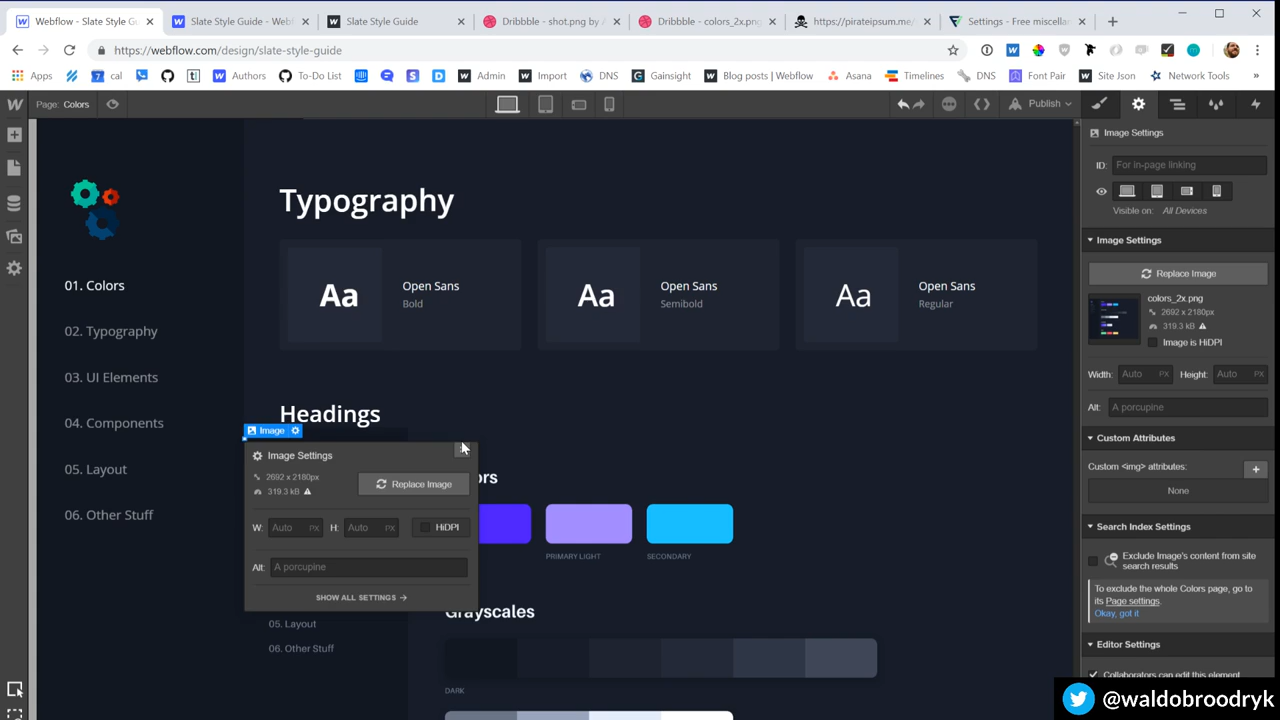 Webflow - Slate Style Gu
Slate Style Guide - Webf
Slate Style Guide
Dribbble - shot.png by A
Dribbble - colors_2x.png
https://pirateipsum.me/
Settings - Free miscellan
https://webflow.com/design/slate-style-guide
Apps
cal
Authors
To-Do List
Admin
Import
DNS
Gainsight
Blog posts | Webflow
Asana
Timelines
DNS
Font Pair
Site Json
Network Tools
»
Page: Colors
Publish
Image Settings
ID: For in-page linking
Visible on: All Devices
Image Settings
Replace Image
colors_2x.png
2692 x 2180px
319.3 kB
Image is HiDPI
Width: Auto PX Height: Auto PX
Alt: A porcupine
Custom Attributes
Custom <img> attributes:
None
Search Index Settings
Exclude Image's content from site
search results
To exclude the whole Colors page, go to
its Page settings.
Okay, got it
Editor Settings
Collaborators can edit this element
01. Colors
02. Typography
03. UI Elements
04. Components
05. Layout
06. Other Stuff
Typography
Aa
Open Sans
Bold
Aa
Open Sans
Semibold
Aa
Open Sans
Regular
Headings
Image
Image Settings
2692 x 2180px
319.3 kB
Replace Image
W: Auto PX H: Auto PX HiDPI
Alt: A porcupine
SHOW ALL SETTINGS
ors
PRIMARY LIGHT
SECONDARY
Grayscales
05. Layout
06. Other Stuff
DARK
@waldobroodryk